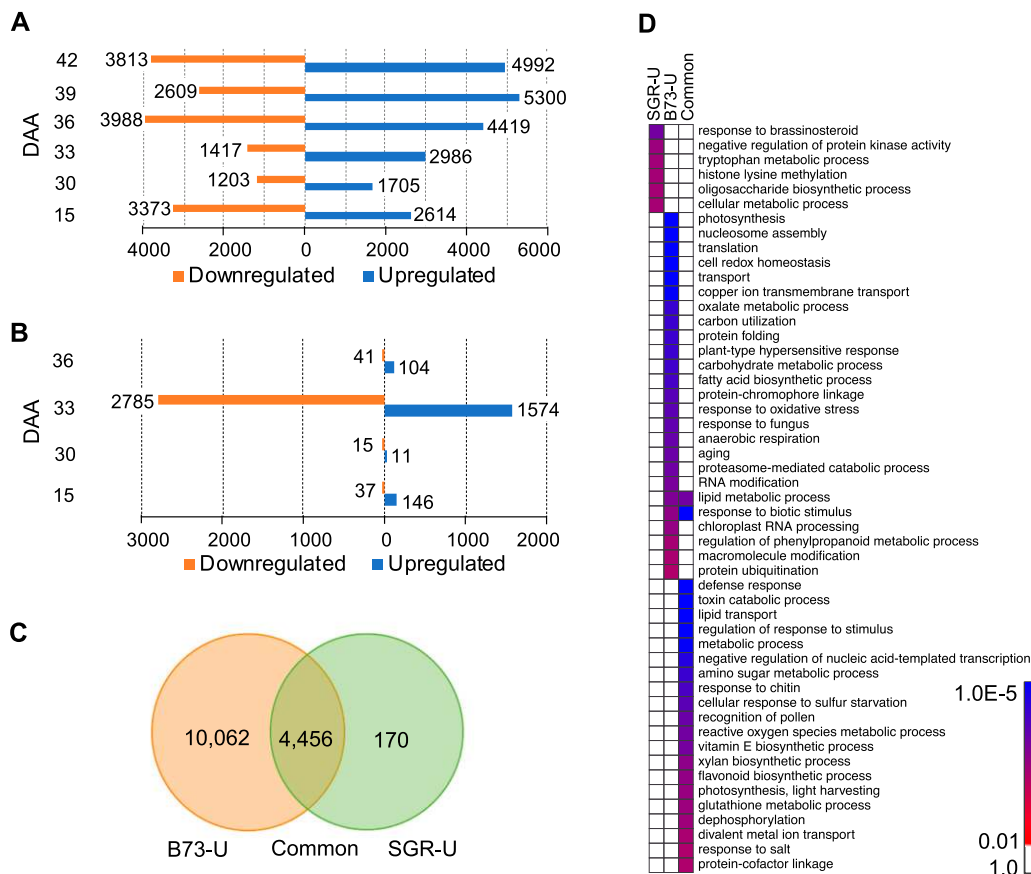 A
DAA
42
3813
4992
39
2609
5300
36
3988
4419
33
1417
2986
30
1203
1705
15
3373
2614
4000 2000 0 2000 4000 6000
Downregulated Upregulated
B
DAA
36
41
104
33
2785
1574
30
15
11
15
37
146
3000 2000 1000 0 1000 2000
Downregulated Upregulated
C
10,062 4,456 170
B73-U Common SGR-U
D
SGR-U
B73-U
Common
response to brassinosteroid
negative regulation of protein kinase activity
tryptophan metabolic process
histone lysine methylation
oligosaccharide biosynthetic process
cellular metabolic process
photosynthesis
nucleosome assembly
translation
cell redox homeostasis
transport
copper ion transmembrane transport
oxalate metabolic process
carbon utilization
protein folding
plant-type hypersensitive response
carbohydrate metabolic process
fatty acid biosynthetic process
protein-chromophore linkage
response to oxidative stress
response to fungus
anaerobic respiration
aging
proteasome-mediated catabolic process
RNA modification
lipid metabolic process
response to biotic stimulus
chloroplast RNA processing
regulation of phenylpropanoid metabolic process
macromolecule modification
protein ubiquitination
defense response
toxin catabolic process
lipid transport
regulation of response to stimulus
metabolic process
negative regulation of nucleic acid-templated transcription
amino sugar metabolic process
response to chitin
cellular response to sulfur starvation
recognition of pollen
reactive oxygen species metabolic process
vitamin E biosynthetic process
xylan biosynthetic process
flavonoid biosynthetic process
photosynthesis, light harvesting
glutathione metabolic process
dephosphorylation
divalent metal ion transport
response to salt
protein-cofactor linkage
1.0E-5
0.01
1.0